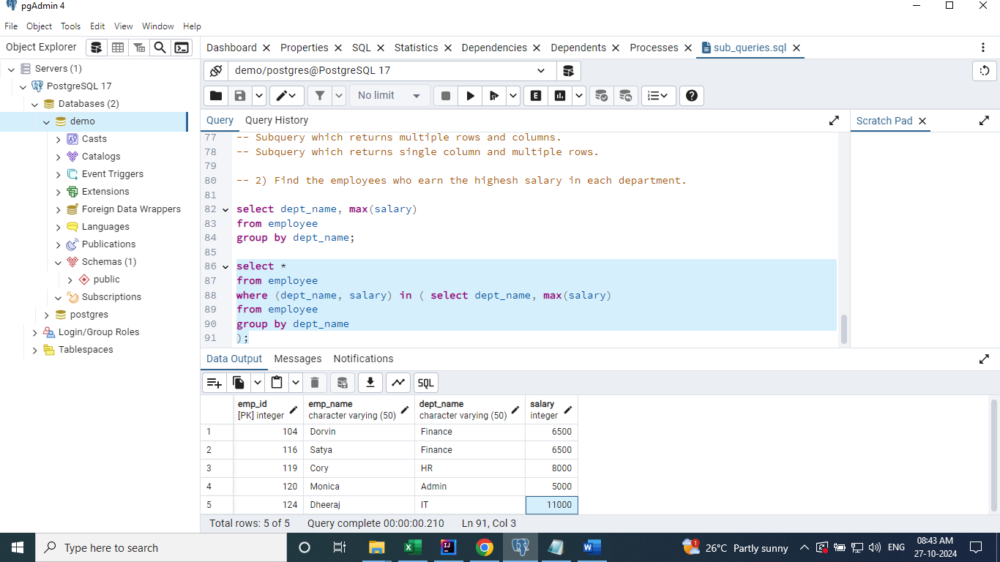 pgAdmin 4
File Object Tools Edit View Window Help
Object Explorer
Dashboard Properties SQL Statistics Dependencies Dependents Processes sub_queries.sql
Servers (1)
PostgreSQL 17
Databases (2)
demo
Casts
Catalogs
Event Triggers
Extensions
Foreign Data Wrappers
Languages
Publications
Schemas (1)
public
Subscriptions
postgres
Login/Group Roles
Tablespaces
demo/postgres@PostgreSQL 17
No limit
E
Query Query History
Scratch Pad
77 -- Subquery which returns multiple rows and columns.
78 -- Subquery which returns single column and multiple rows.
79
80 -- 2) Find the employees who earn the highesh salary in each department.
81
82 select dept_name, max(salary)
83 from employee
84 group by dept_name;
85
86 select *
87 from employee
88 where (dept_name, salary) in ( select dept_name, max(salary)
89 from employee
90 group by dept_name
91 );
Data Output Messages Notifications
SQL
emp_id emp_name dept_name salary
[PK] integer character varying (50) character varying (50) integer
1 104 Dorvin Finance 6500
2 116 Satya Finance 6500
3 119 Cory HR 8000
4 120 Monica Admin 5000
5 124 Dheeraj IT 11000
Total rows: 5 of 5 Query complete 00:00:00.210 Ln 91, Col 3
Type here to search
1 26°C Partly sunny ENG 08:43 AM
27-10-2024